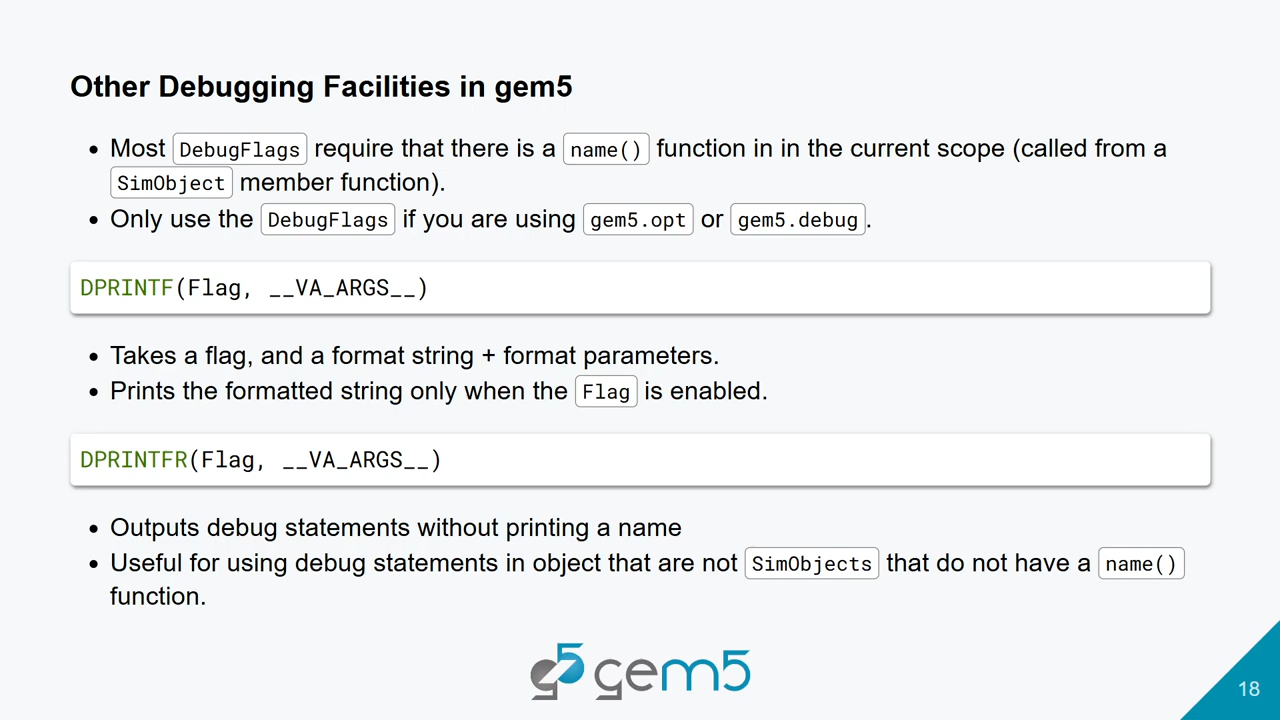 Other Debugging Facilities in gem5
• Most DebugFlags require that there is a name() function in in the current scope (called from a
SimObject member function).
• Only use the DebugFlags if you are using gem5.opt or gem5.debug.
DPRINTF(Flag, __VA_ARGS__)
• Takes a flag, and a format string + format parameters.
• Prints the formatted string only when the Flag is enabled.
DPRINTFR(Flag, __VA_ARGS__)
• Outputs debug statements without printing a name
• Useful for using debug statements in object that are not SimObjects that do not have a name()
function.
g5 gem5
18